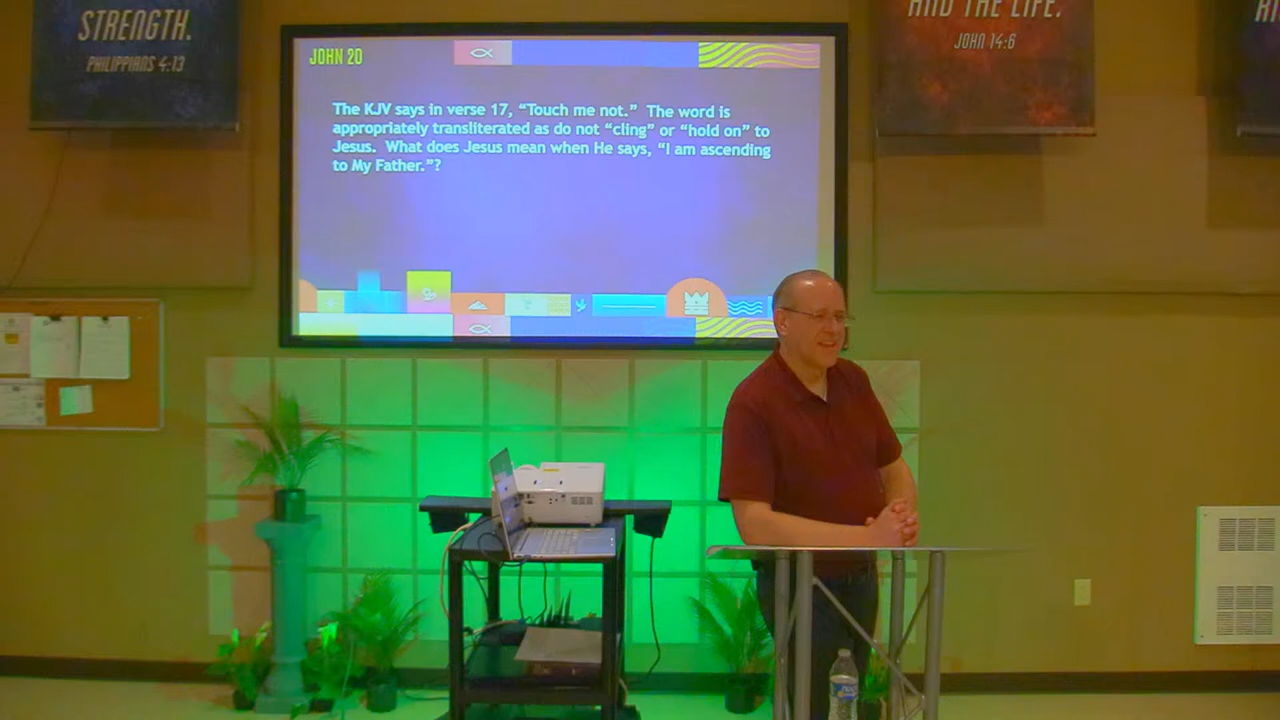 STRENGTH.
PHILIPPIANS 4:13
AND THE LIFE.
JOHN 14:6
JOHN 20
The KJV says in verse 17, “Touch me not.” The word is
appropriately transliterated as do not “cling” or “hold on” to
Jesus. What does Jesus mean when He says, “I am ascending
to My Father.”?